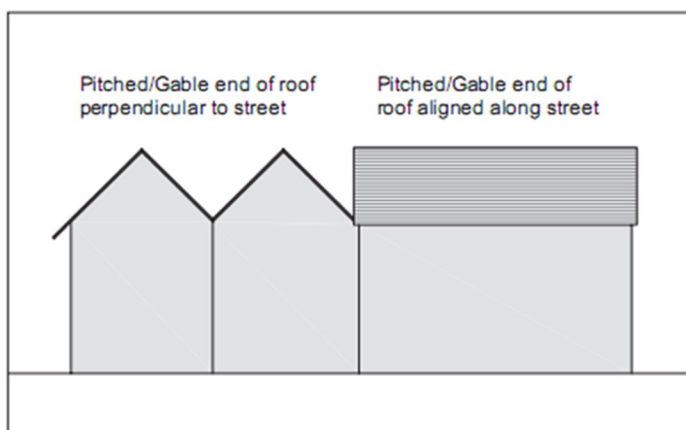 Pitched/Gable end of roof
perpendicular to street
Pitched/Gable end of
roof aligned along street